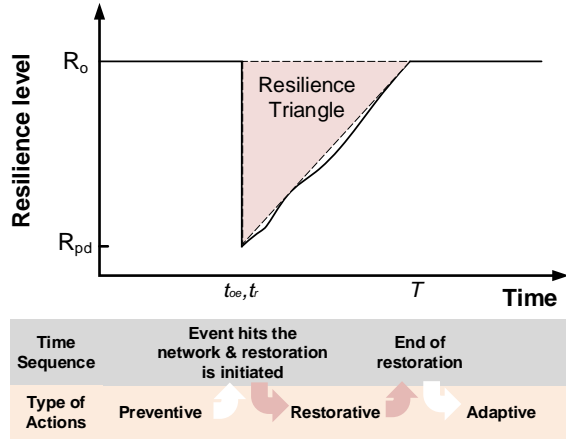 Resilience level
R₀
Resilience
Triangle
Rpd
toe,tr
T
Time
Time
Sequence
Event hits the
network & restoration
is initiated
End of
restoration
Type of
Actions
Preventive
Restorative
Adaptive